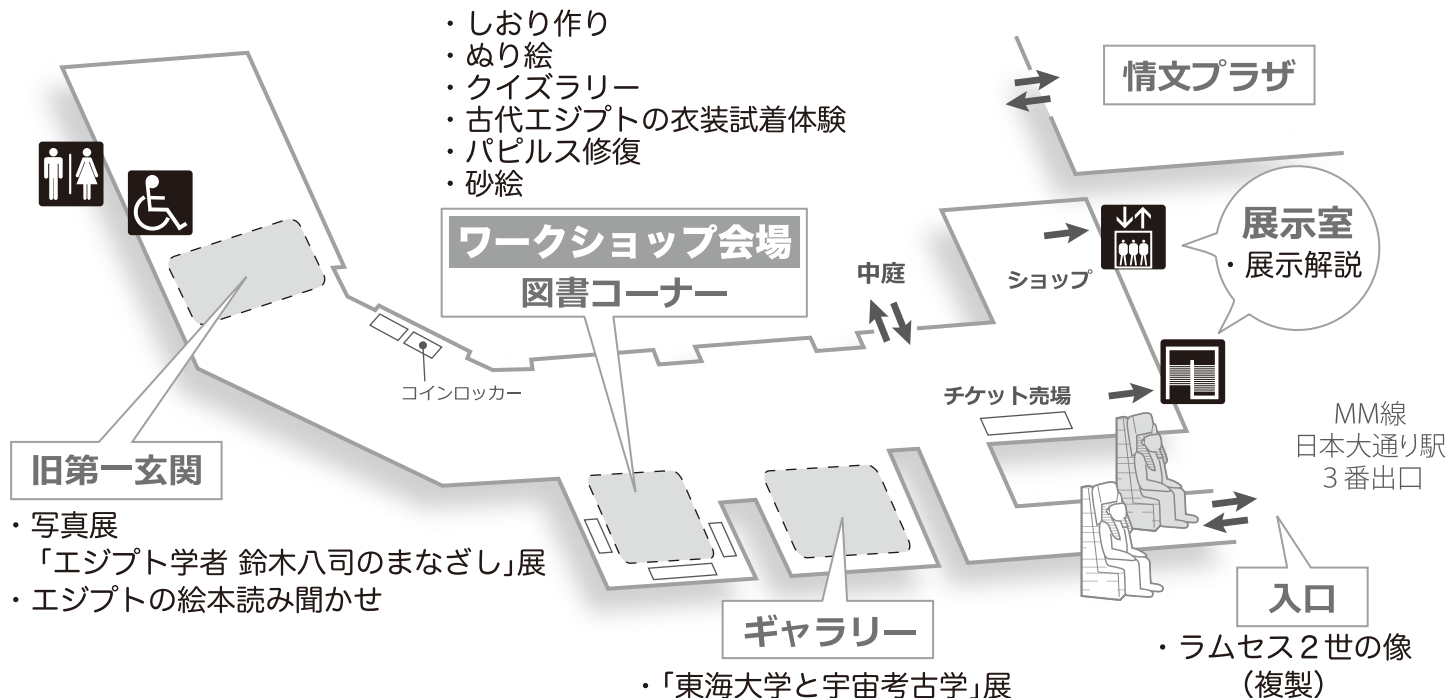 ・しおり作り
・ぬり絵
・クイズラリー
・古代エジプトの衣装試着体験
・パピルス修復
・砂絵
ワークショップ会場
図書コーナー
情文プラザ
展示室
・展示解説
中庭
ショップ
コインロッカー
チケット売場
MM線
日本大通り駅
3番出口
旧第一玄関
・写真展
「エジプト学者 鈴木八司のまなざし」展
・エジプトの絵本読み聞かせ
ギャラリー
・「東海大学と宇宙考古学」展
入口
・ラムセス2世の像
(複製)